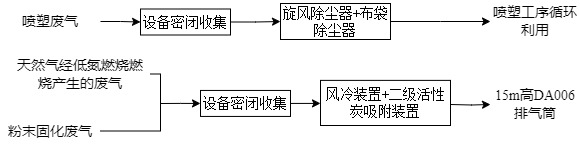 喷塑废气
设备密闭收集
旋风除尘器+布袋
除尘器
喷塑工序循环
利用
天然气经低氮燃烧燃
烧产生的废气
粉末固化废气
设备密闭收集
风冷装置+二级活性
炭吸附装置
15m高DA006
排气筒